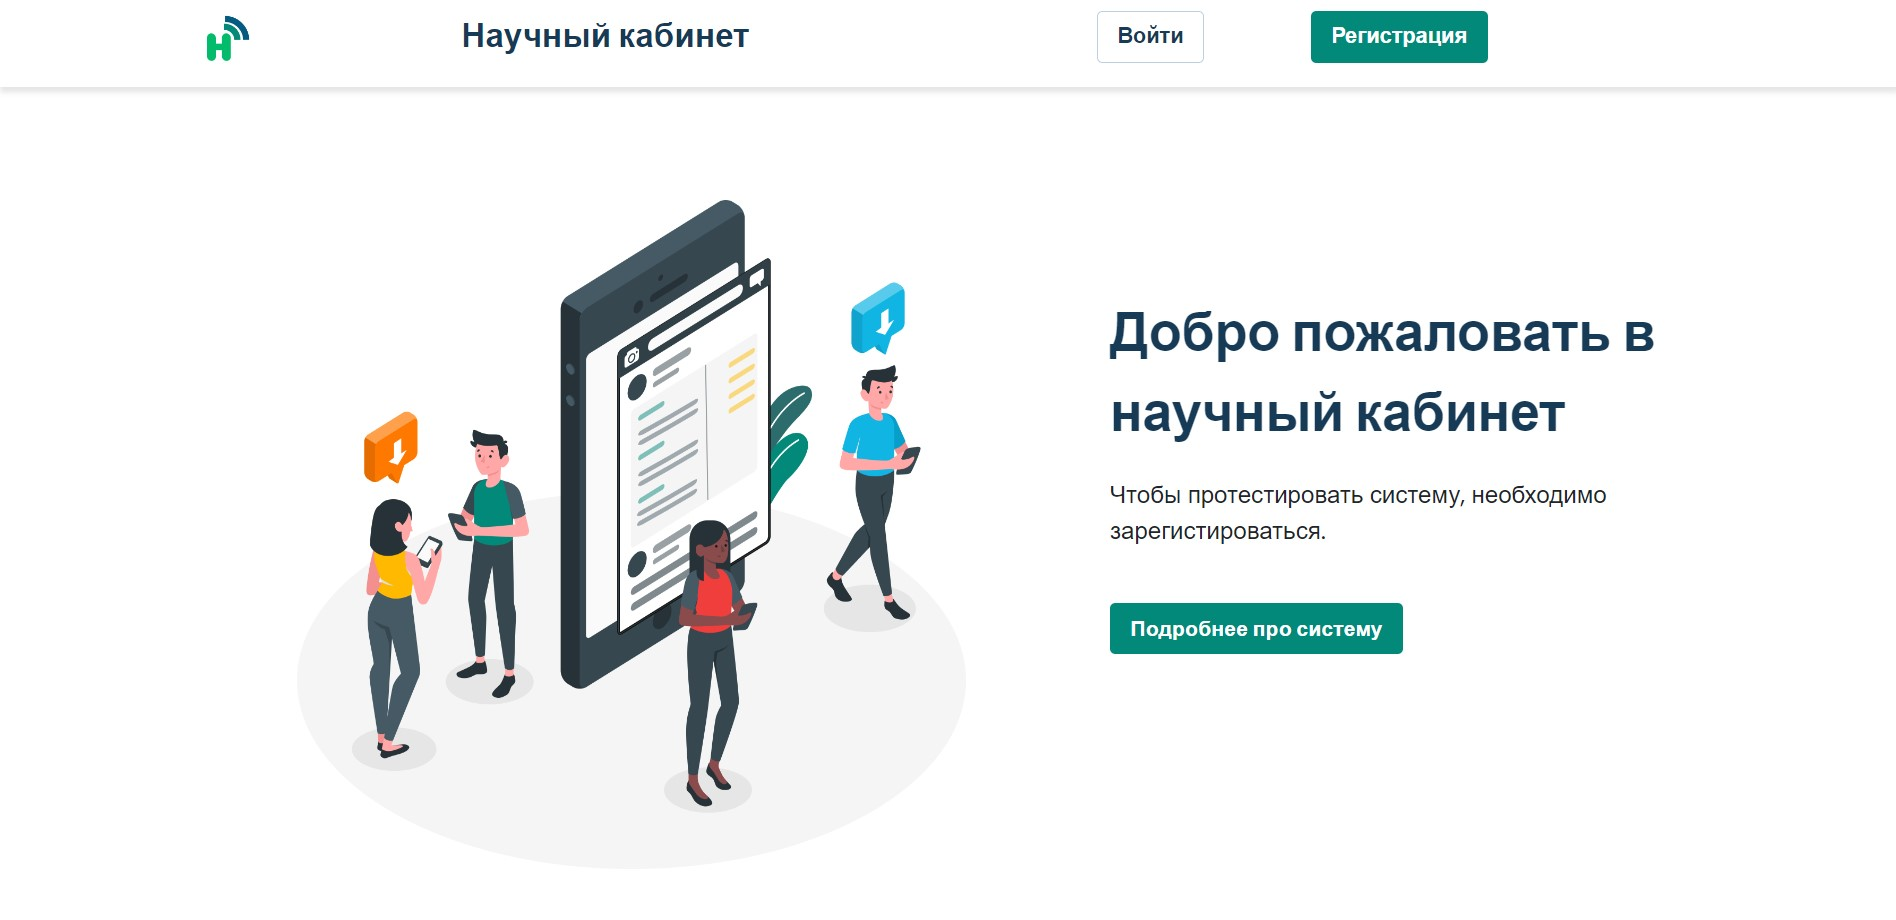 Научный кабинет
Войти
Регистрация
Добро пожаловать в
научный кабинет
Чтобы протестировать систему, необходимо
зарегистироваться.
Подробнее про систему